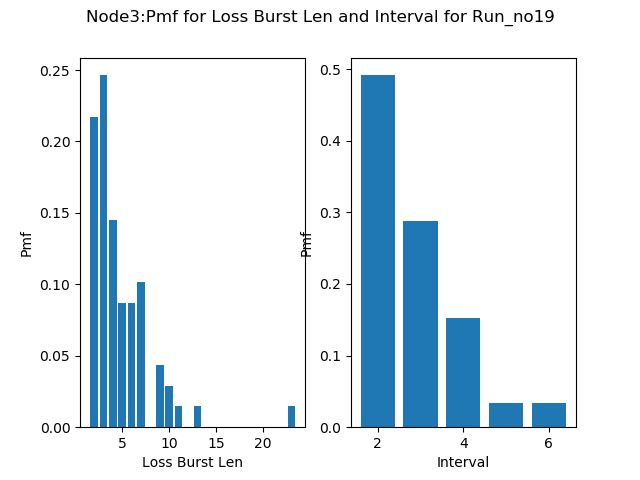 Node3:Pmf for Loss Burst Len and Interval for Run_no19
0.25
0.20
0.15
0.10
0.05
0.00
Pmf
5 10 15 20
Loss Burst Len
0.5
0.4
0.3
0.2
0.1
0.0
Pmf
2 4 6
Interval